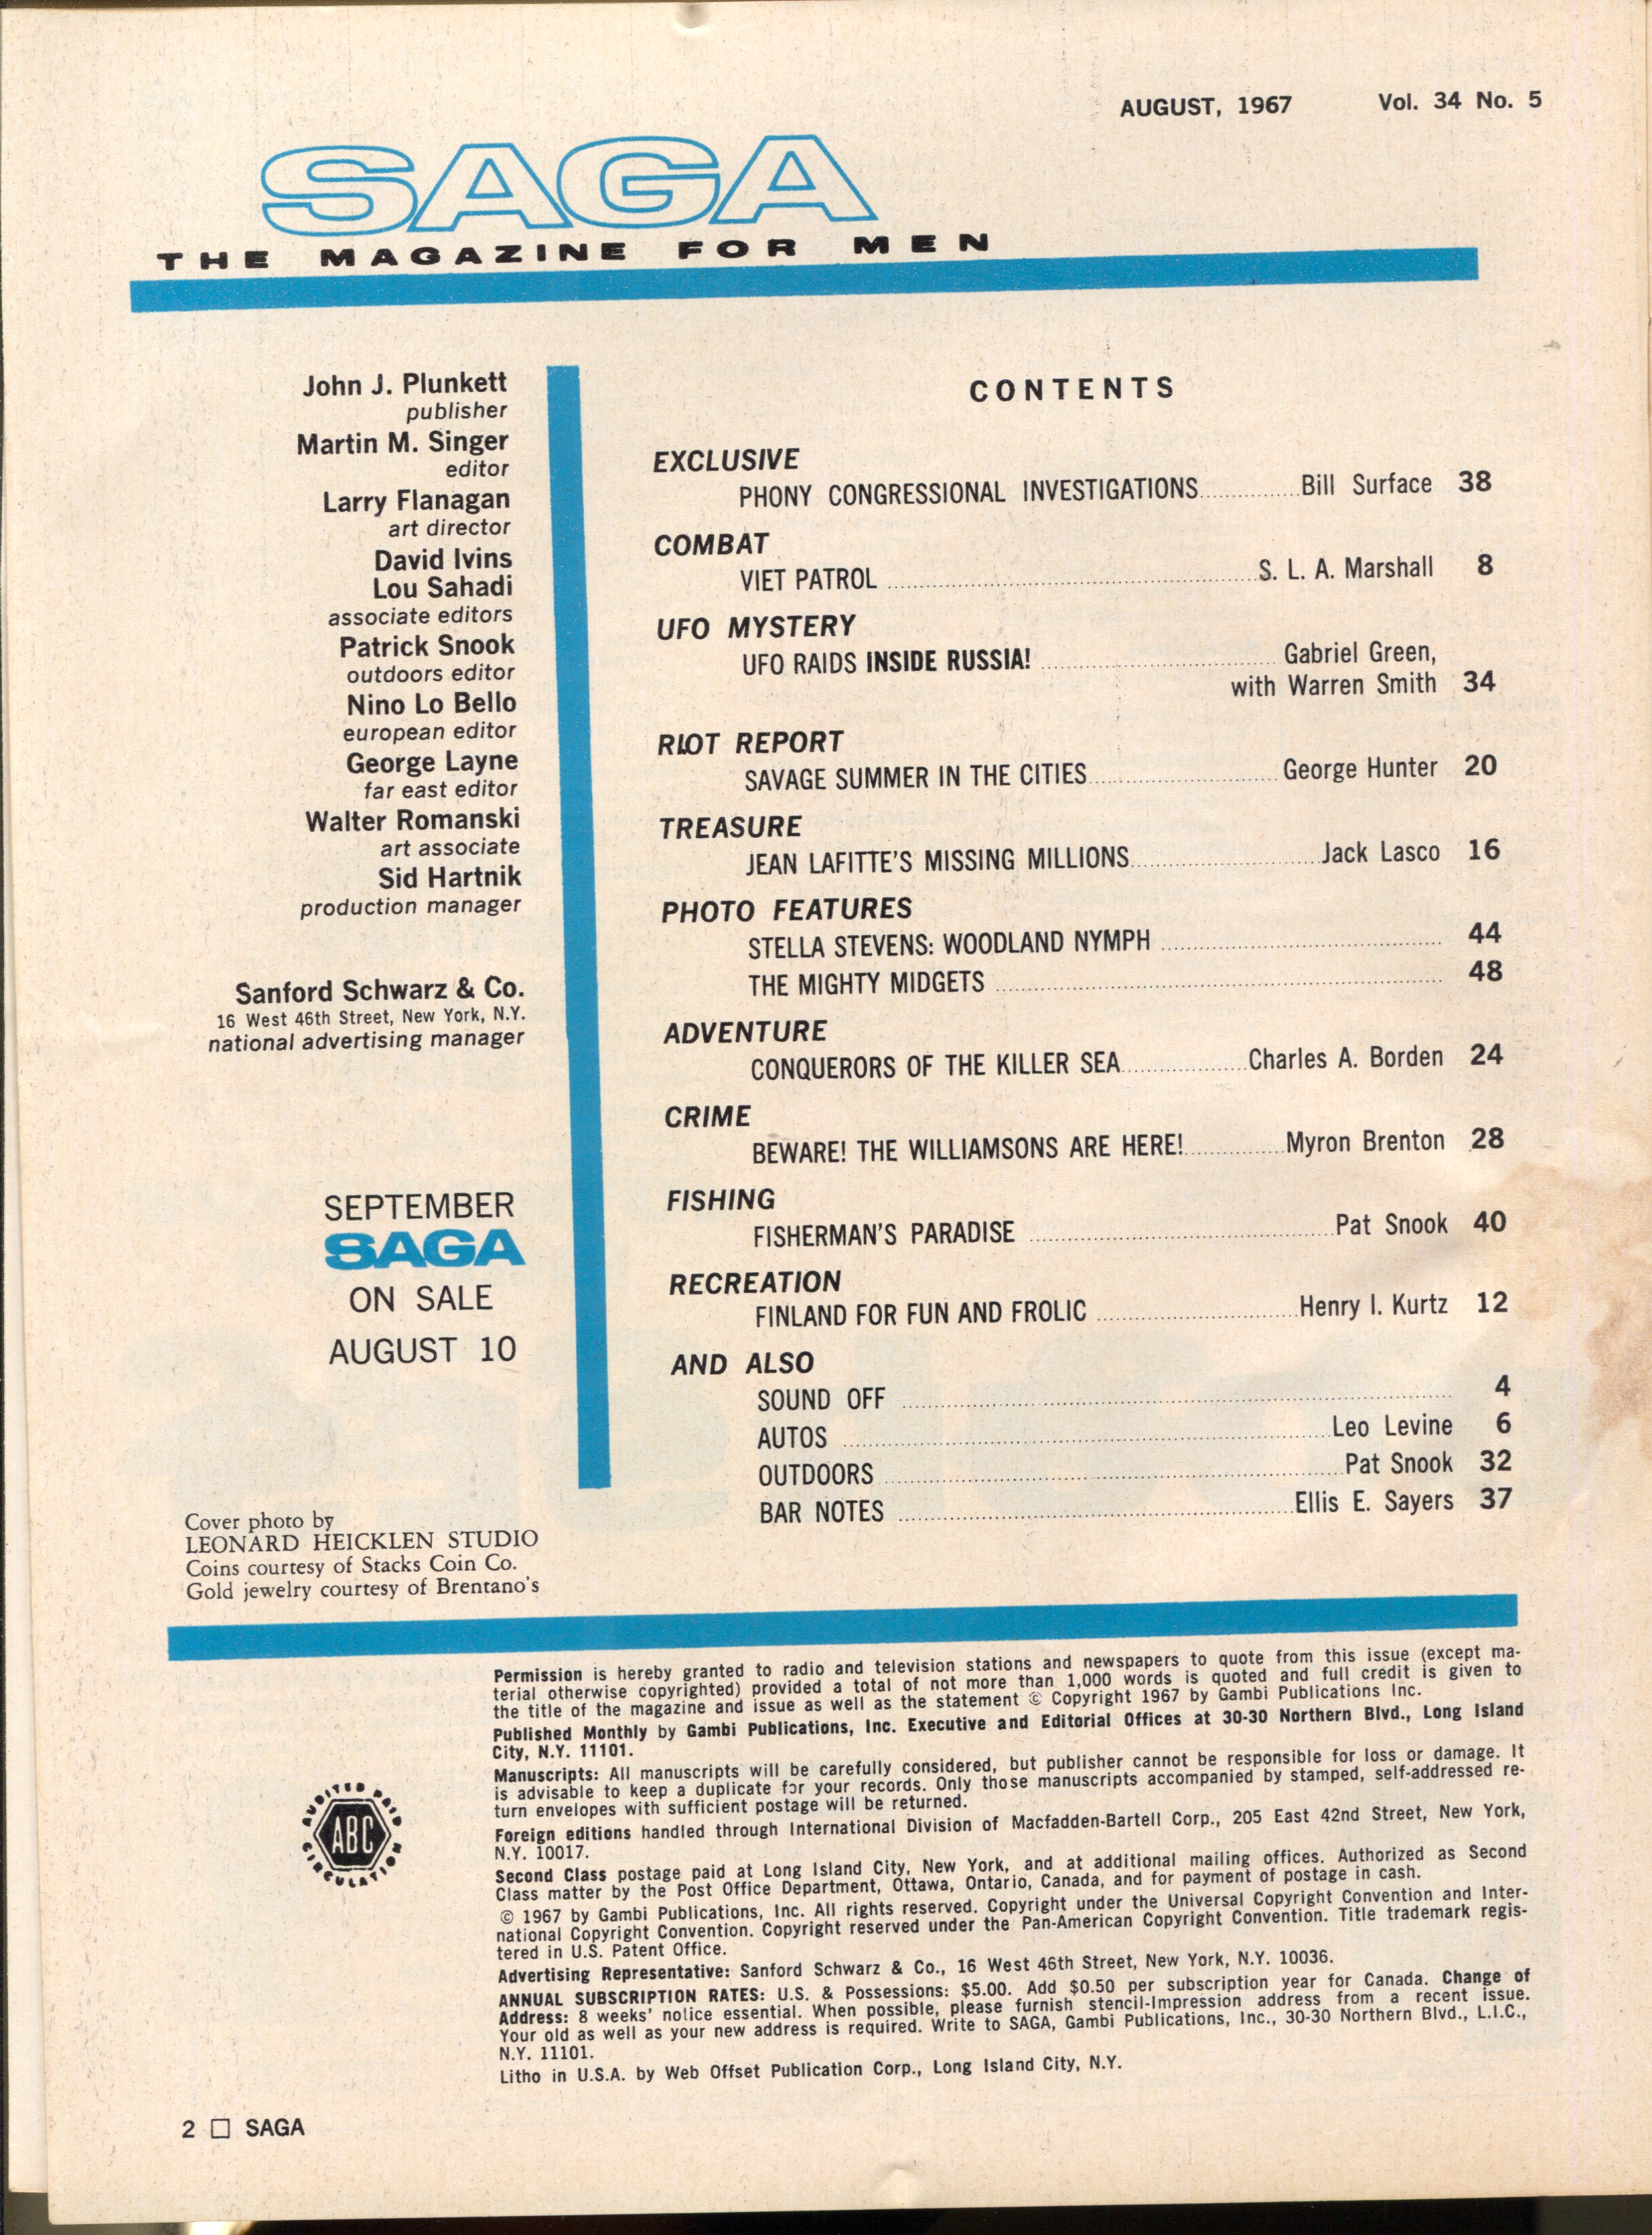 AUGUST, 1967 Vol. 34 No. 5
SAGA
THE MAGAZINE FOR MEN
John J. Plunkett
publisher
Martin M. Singer
editor
Larry Flanagan
art director
David Ivins
Lou Sahadi
associate editors
Patrick Snook
outdoors editor
Nino Lo Bello
european editor
George Layne
far east editor
Walter Romanski
art associate
Sid Hartnik
production manager
Sanford Schwarz & Co.
16 West 46th Street, New York, N.Y.
national advertising manager
SEPTEMBER
SAGA
ON SALE
AUGUST 10
Cover photo by
LEONARD HEICKLEN STUDIO
Coins courtesy of Stacks Coin Co.
Gold jewelry courtesy of Brentano's
CONTENTS
EXCLUSIVE
PHONY CONGRESSIONAL INVESTIGATIONS Bill Surface 38
COMBAT
VIET PATROL S. L. A. Marshall 8
UFO MYSTERY
UFO RAIDS INSIDE RUSSIA! Gabriel Green,
with Warren Smith 34
RIOT REPORT
SAVAGE SUMMER IN THE CITIES George Hunter 20
TREASURE
JEAN LAFITTE'S MISSING MILLIONS Jack Lasco 16
PHOTO FEATURES
STELLA STEVENS: WOODLAND NYMPH 44
THE MIGHTY MIDGETS 48
ADVENTURE
CONQUERORS OF THE KILLER SEA Charles A. Borden 24
CRIME
BEWARE! THE WILLIAMSONS ARE HERE! Myron Brenton 28
FISHING
FISHERMAN'S PARADISE Pat Snook 40
RECREATION
FINLAND FOR FUN AND FROLIC Henry I. Kurtz 12
AND ALSO
SOUND OFF 4
AUTOS Leo Levine 6
OUTDOORS Pat Snook 32
BAR NOTES Ellis E. Sayers 37
Permission is hereby granted to radio and television stations and newspapers to quote from this issue (except ma-
terial otherwise copyrighted) provided a total of not more than 1,000 words is quoted and full credit is given to
the title of the magazine and issue as well as the statement © Copyright 1967 by Gambi Publications Inc.
Published Monthly by Gambi Publications, Inc. Executive and Editorial Offices at 30-30 Northern Blvd., Long Island
City, N.Y. 11101.
Manuscripts: All manuscripts will be carefully considered, but publisher cannot be responsible for loss or damage. It
is advisable to keep a duplicate for your records. Only those manuscripts accompanied by stamped, self-addressed re-
turn envelopes with sufficient postage will be returned.
Foreign editions handled through International Division of Macfadden-Bartell Corp., 205 East 42nd Street, New York,
N.Y. 10017.
Second Class postage paid at Long Island City, New York, and at additional mailing offices. Authorized as Second
Class matter by the Post Office Department, Ottawa, Ontario, Canada, and for payment of postage in cash.
© 1967 by Gambi Publications, Inc. All rights reserved. Copyright under the Universal Copyright Convention and Inter-
national Copyright Convention. Copyright reserved under the Pan-American Copyright Convention. Title trademark regis-
tered in U.S. Patent Office.
Advertising Representative: Sanford Schwarz & Co., 16 West 46th Street, New York, N.Y. 10036.
ANNUAL SUBSCRIPTION RATES: U.S. & Possessions: $5.00. Add $0.50 per subscription year for Canada. Change of
Address: 8 weeks' notice essential. When possible, please furnish stencil-Impression address from a recent issue.
Your old as well as your new address is required. Write to SAGA, Gambi Publications, Inc., 30-30 Northern Blvd., L.I.C.,
N.Y. 11101.
Litho in U.S.A. by Web Offset Publication Corp., Long Island City, N.Y.
AUDITED PAID
ABC
CIRCULATION
2 □ SAGA